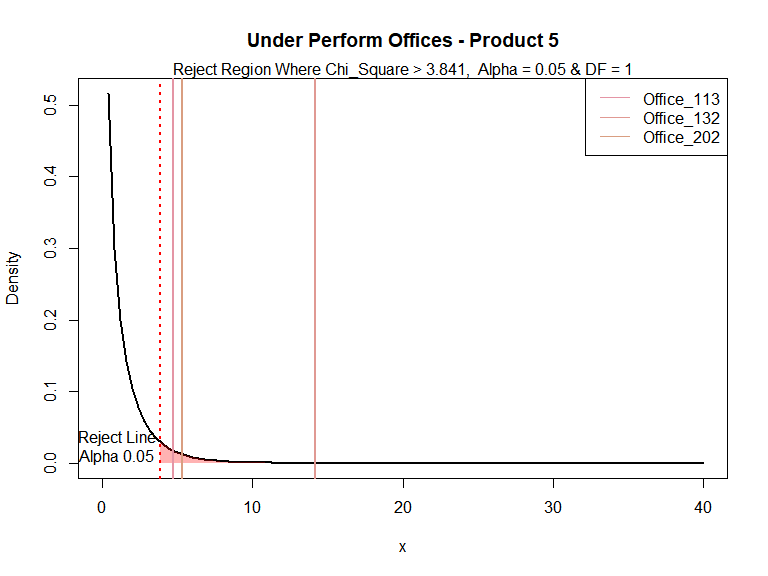 Under Perform Offices - Product 5
Reject Region Where Chi_Square > 3.841,  Alpha = 0.05 & DF = 1
Office_113
Office_132
Office_202
Density
0.5
0.4
0.3
0.2
0.1
0.0
Reject Line
Alpha 0.05
0
10
20
30
40
x